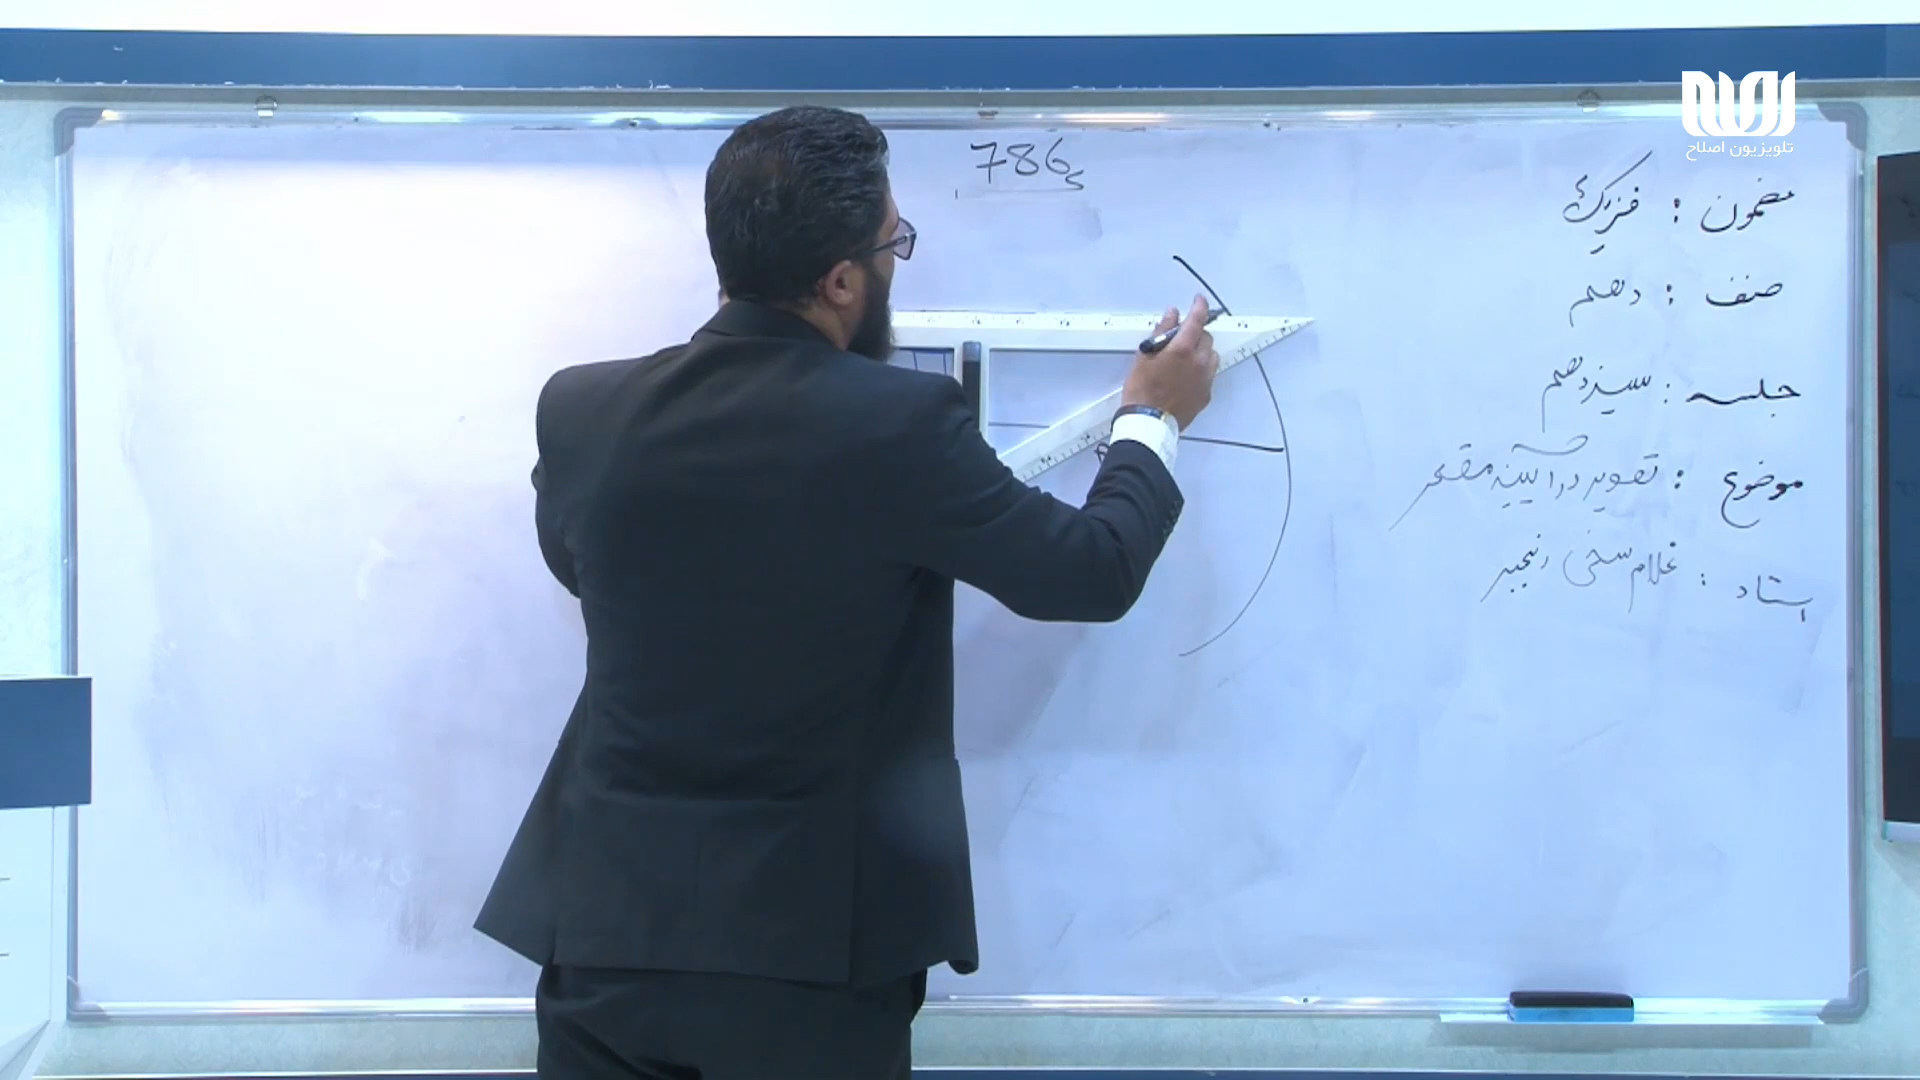 786
مضمون : فزیک
صنف : دهم
جلسه : سیزدهم
موضوع : تصویر در آیینه مقعر
استاد : غلام سخی رنجبر
تلویزیون اصلاح